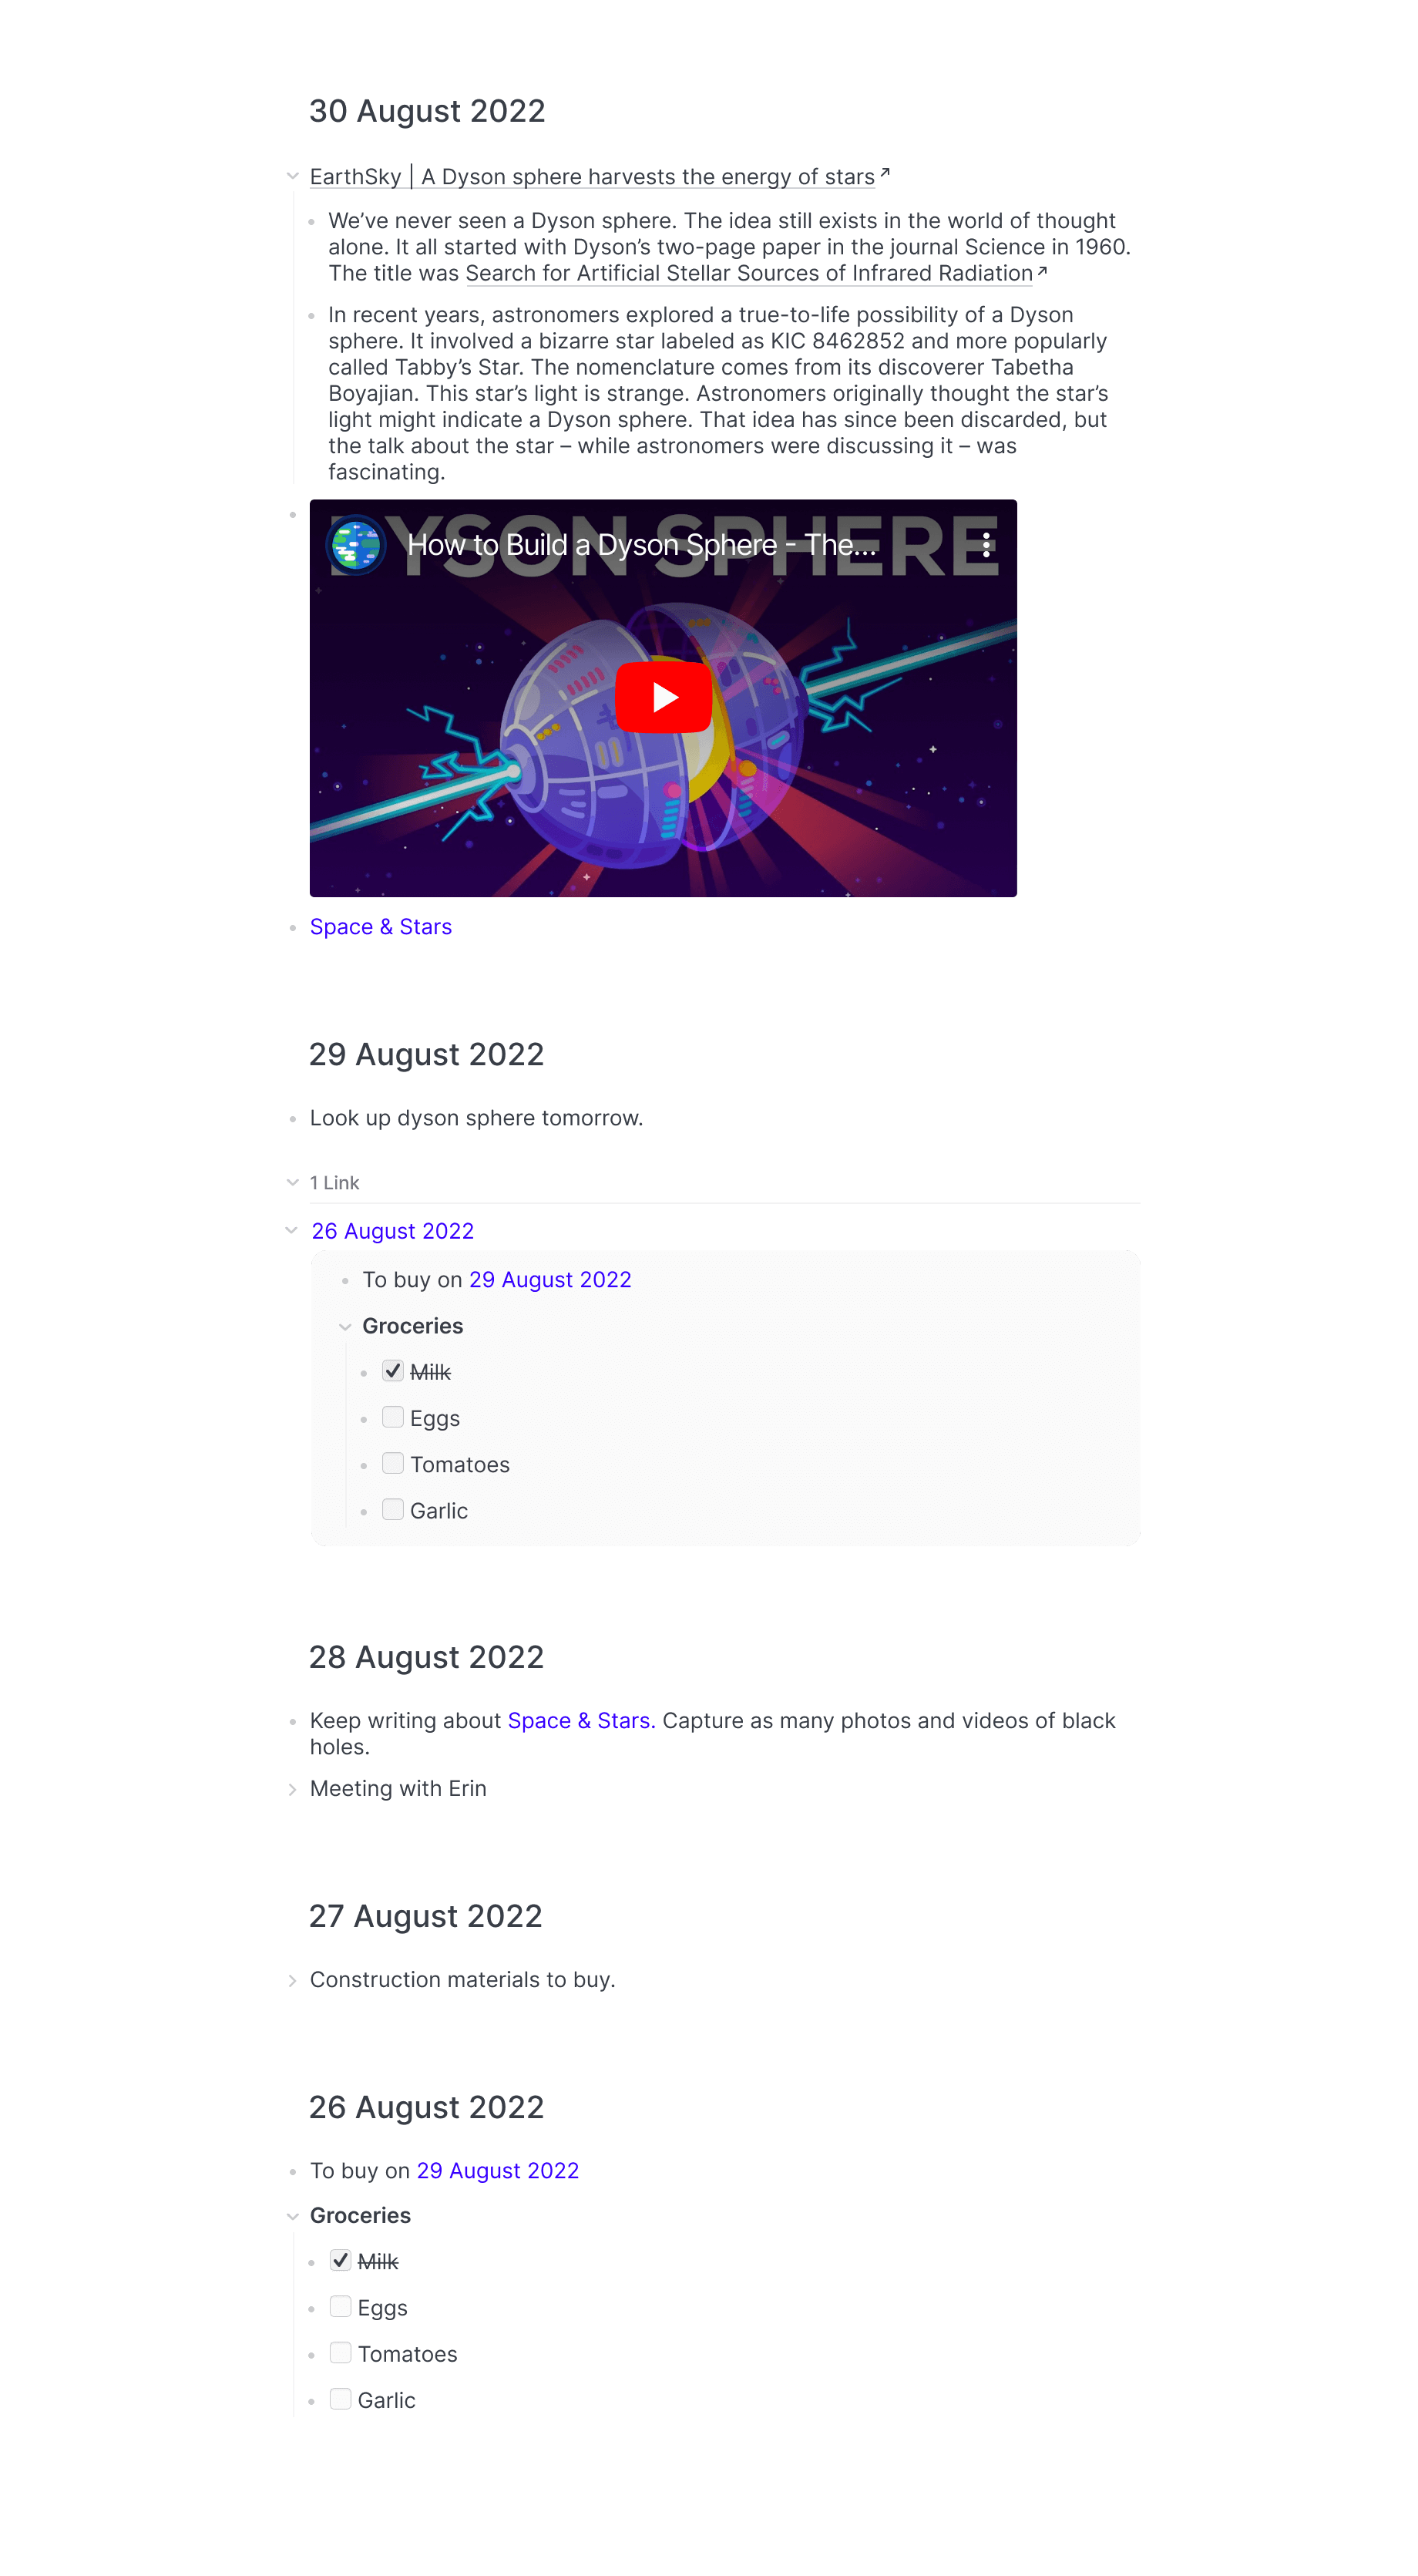 30 August 2022
EarthSky | A Dyson sphere harvests the energy of stars
We’ve never seen a Dyson sphere. The idea still exists in the world of thought
alone. It all started with Dyson’s two-page paper in the journal Science in 1960.
The title was Search for Artificial Stellar Sources of Infrared Radiation
In recent years, astronomers explored a true-to-life possibility of a Dyson
sphere. It involved a bizarre star labeled as KIC 8462852 and more popularly
called Tabby’s Star. The nomenclature comes from its discoverer Tabetha
Boyajian. This star’s light is strange. Astronomers originally thought the star’s
light might indicate a Dyson sphere. That idea has since been discarded, but
the talk about the star – while astronomers were discussing it – was
fascinating.
DYSON SPHERE
How to Build a Dyson Sphere - The...
Space & Stars
29 August 2022
Look up dyson sphere tomorrow.
1 Link
26 August 2022
To buy on 29 August 2022
Groceries
Milk
Eggs
Tomatoes
Garlic
28 August 2022
Keep writing about Space & Stars. Capture as many photos and videos of black
holes.
Meeting with Erin
27 August 2022
Construction materials to buy.
26 August 2022
To buy on 29 August 2022
Groceries
Milk
Eggs
Tomatoes
Garlic